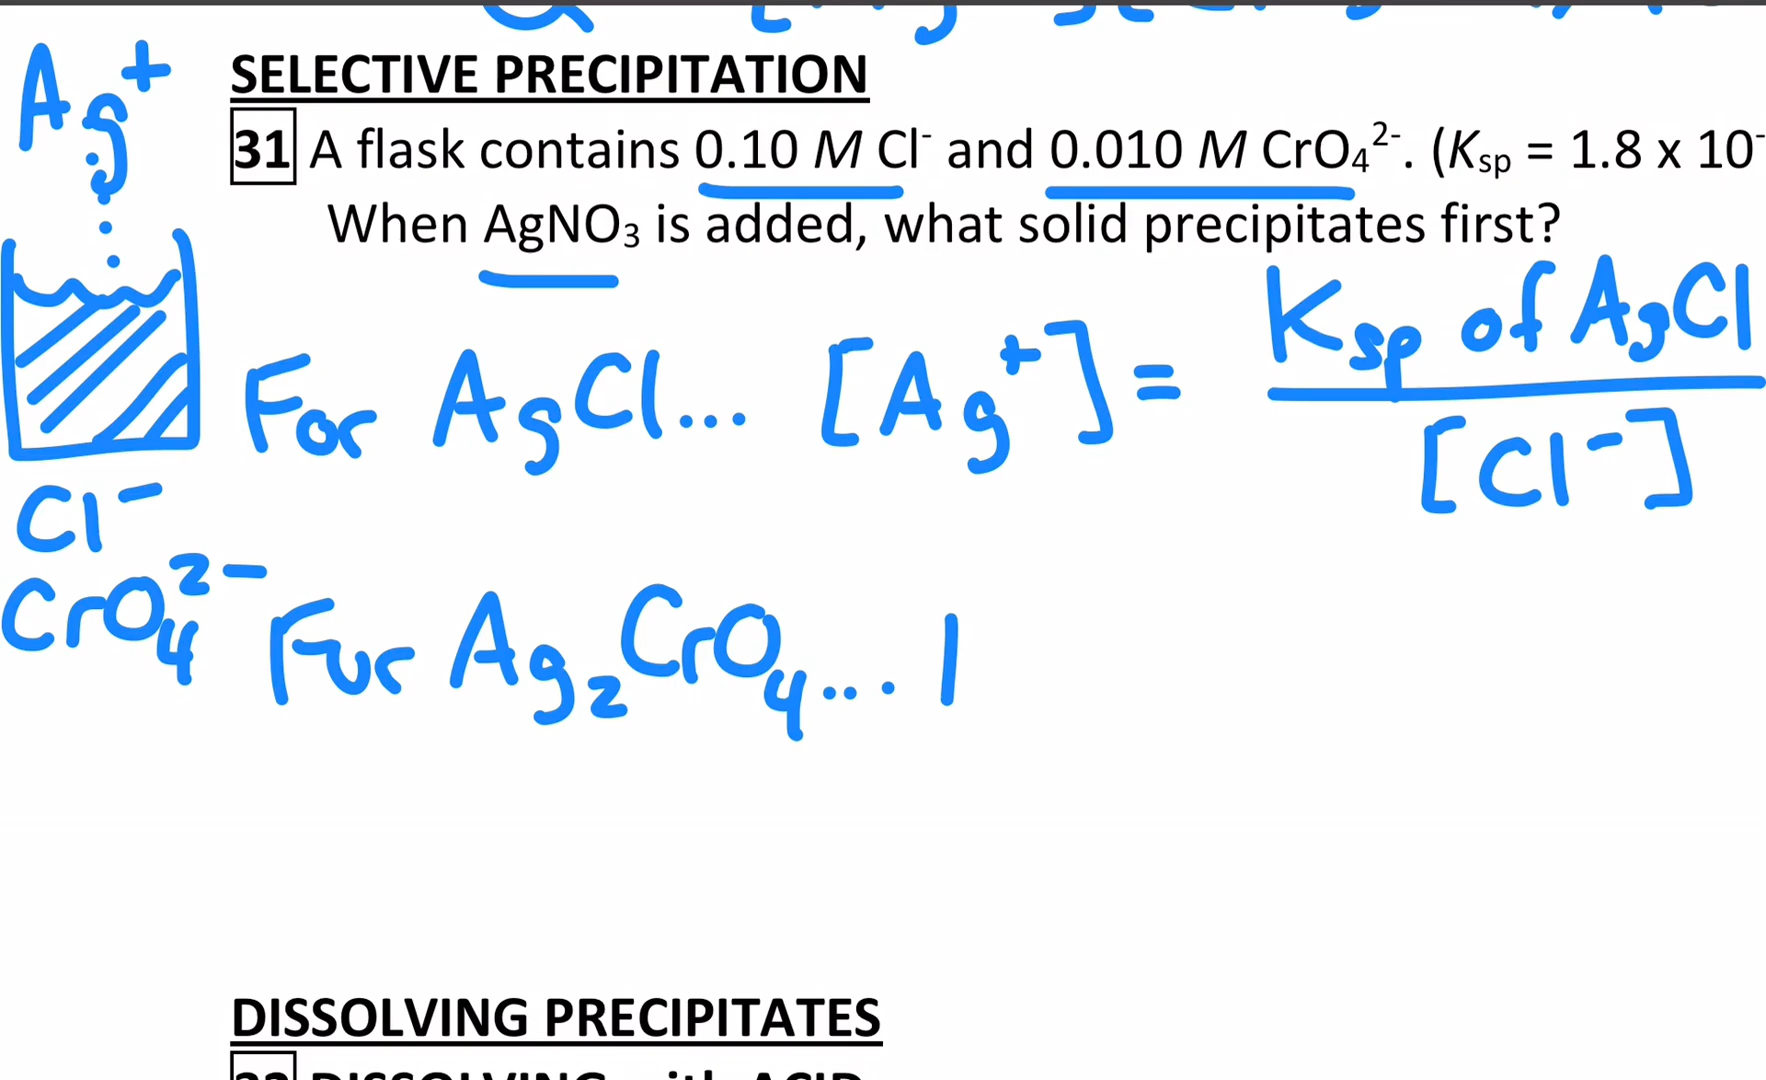 Ag⁺
SELECTIVE PRECIPITATION
31 A flask contains 0.10 M Cl⁻ and 0.010 M CrO₄²⁻. (Ksp = 1.8 x 10⁻
When AgNO₃ is added, what solid precipitates first?
For AgCl... [Ag⁺] = Ksp of AgCl
[Cl⁻]
Cl⁻
CrO₄²⁻
For Ag₂CrO₄...
DISSOLVING PRECIPITATES